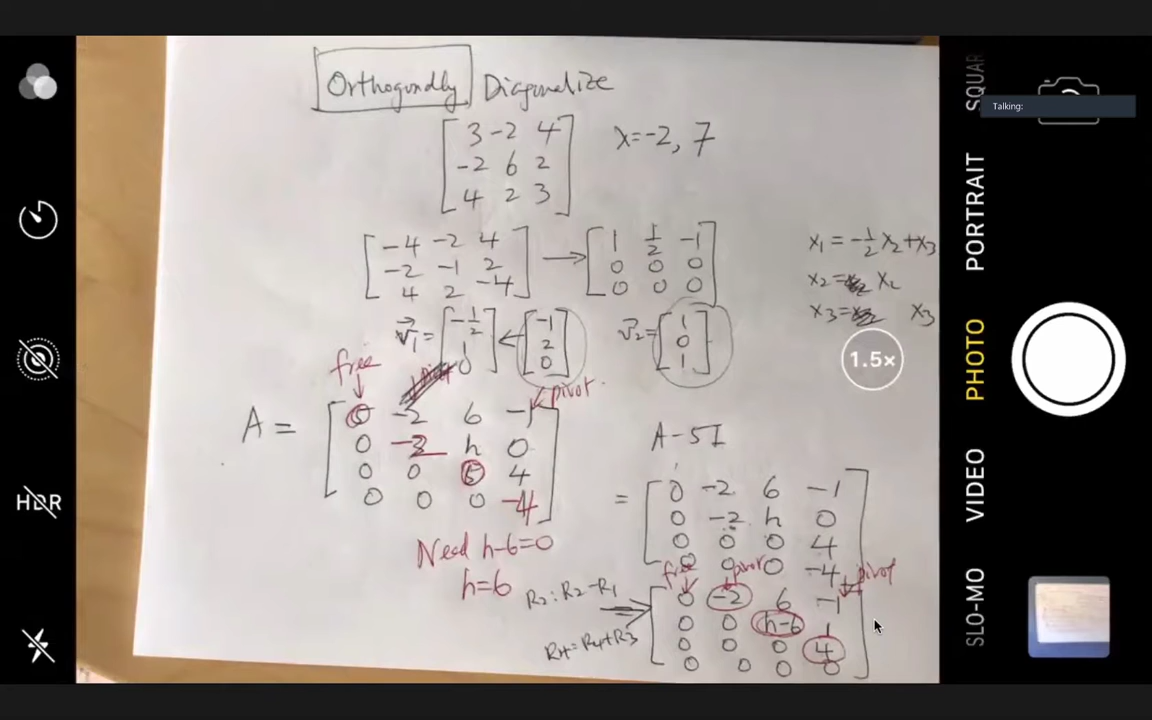 Orthogonally Diagonalize
[3 -2 4] λ=-2, 7
[-2 6 2]
[4 2 3]
[-4 -2 4] → [1 1/2 -1] x₁ = -1/2 x₂+x₃
[-2 -1 2] [0 0 0] x₂= x₂
[4 2 -4] [0 0 0] x₃= x₃
v₁= [-1/2 1 0] ← [-1 2 0] v₂= [1 0 1]
free
pivot
A = [5 -2 6 -1]
[0 -3 h 0]
[0 0 5 4]
[0 0 0 -4]
A-5I
= [0 -2 6 -1]
[0 -2 h 0]
[0 0 0 4]
[0 0 0 -4]
Need h-6=0
h=6
free pivot pivot
R₂: R₂-R₁
R₄=R₄+R₃
[0 -2 6 -1]
[0 0 h-6 1]
[0 0 0 4]
[0 0 0 0]
Talking:
1.5x
HDR
SQUAR
PORTRAIT
PHOTO
VIDEO
SLO-MO